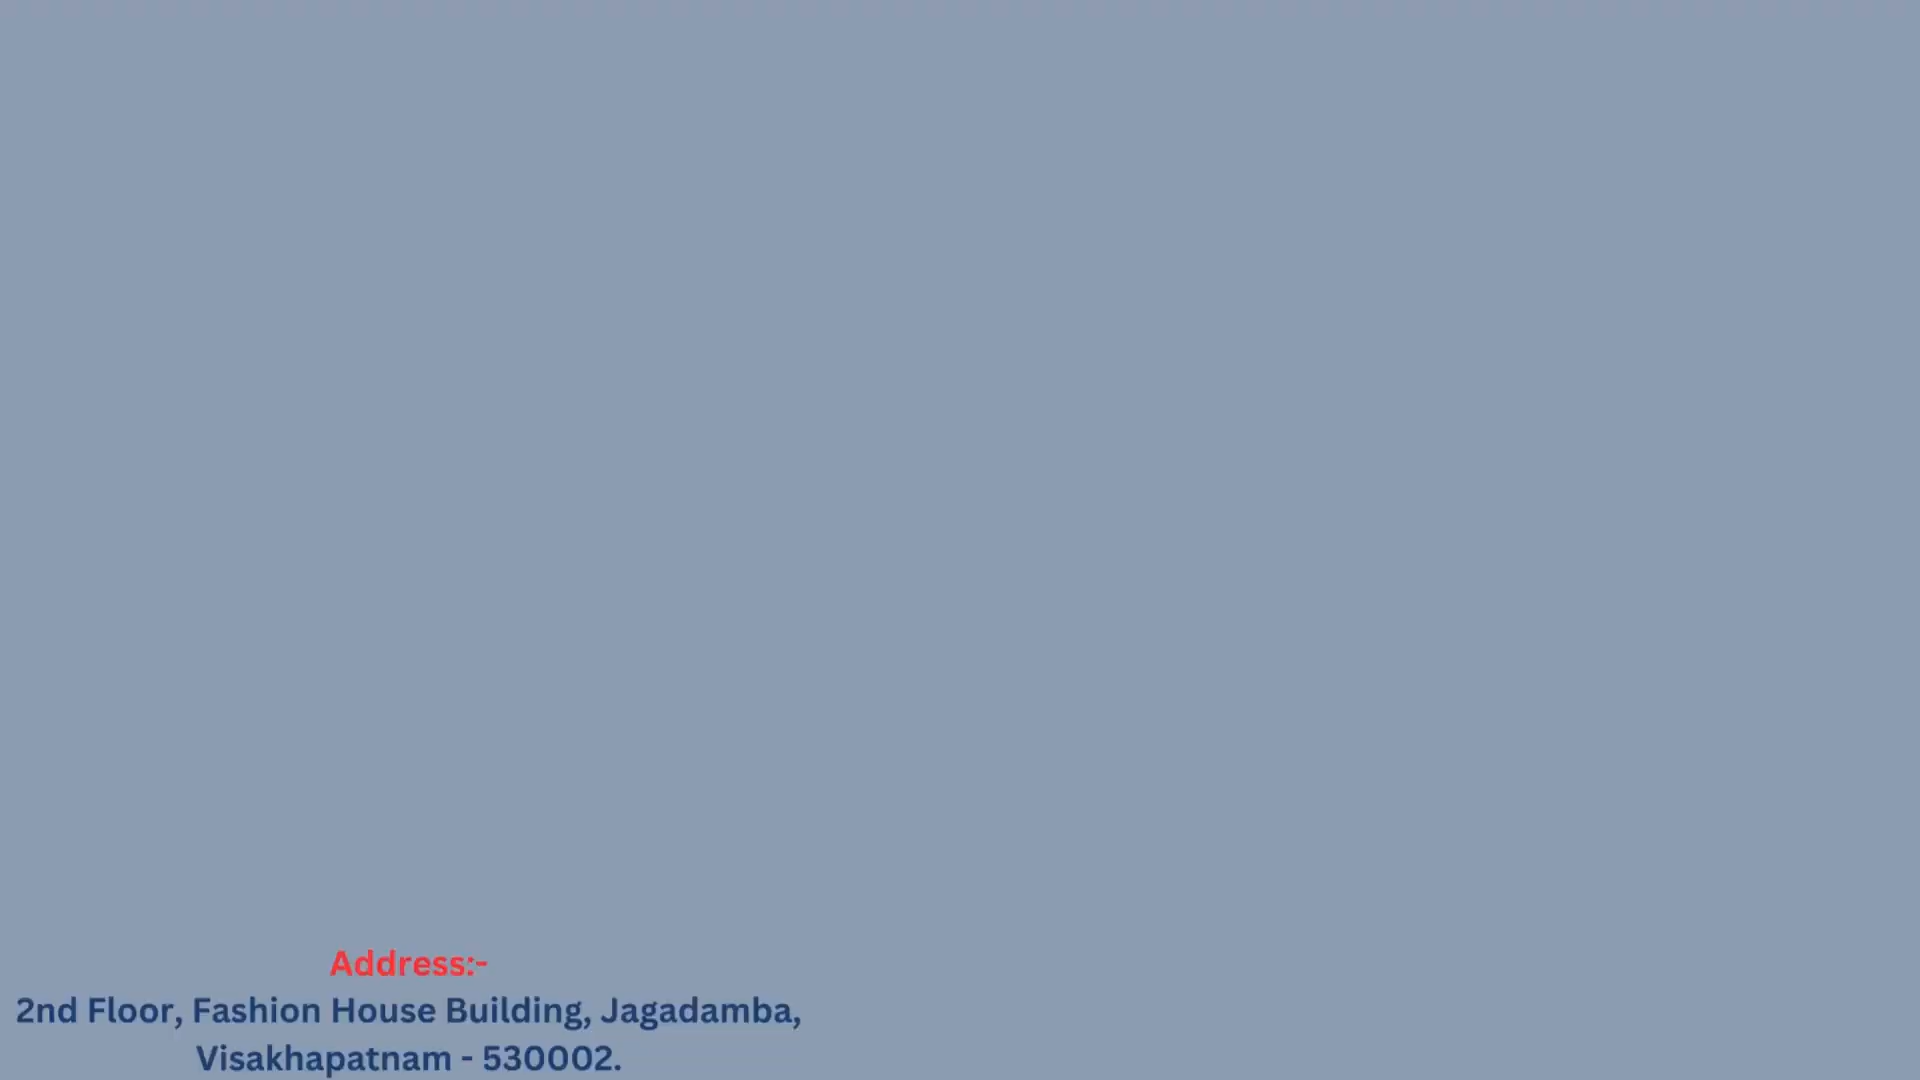 Address:-
2nd Floor, Fashion House Building, Jagadamba,
Visakhapatnam - 530002.